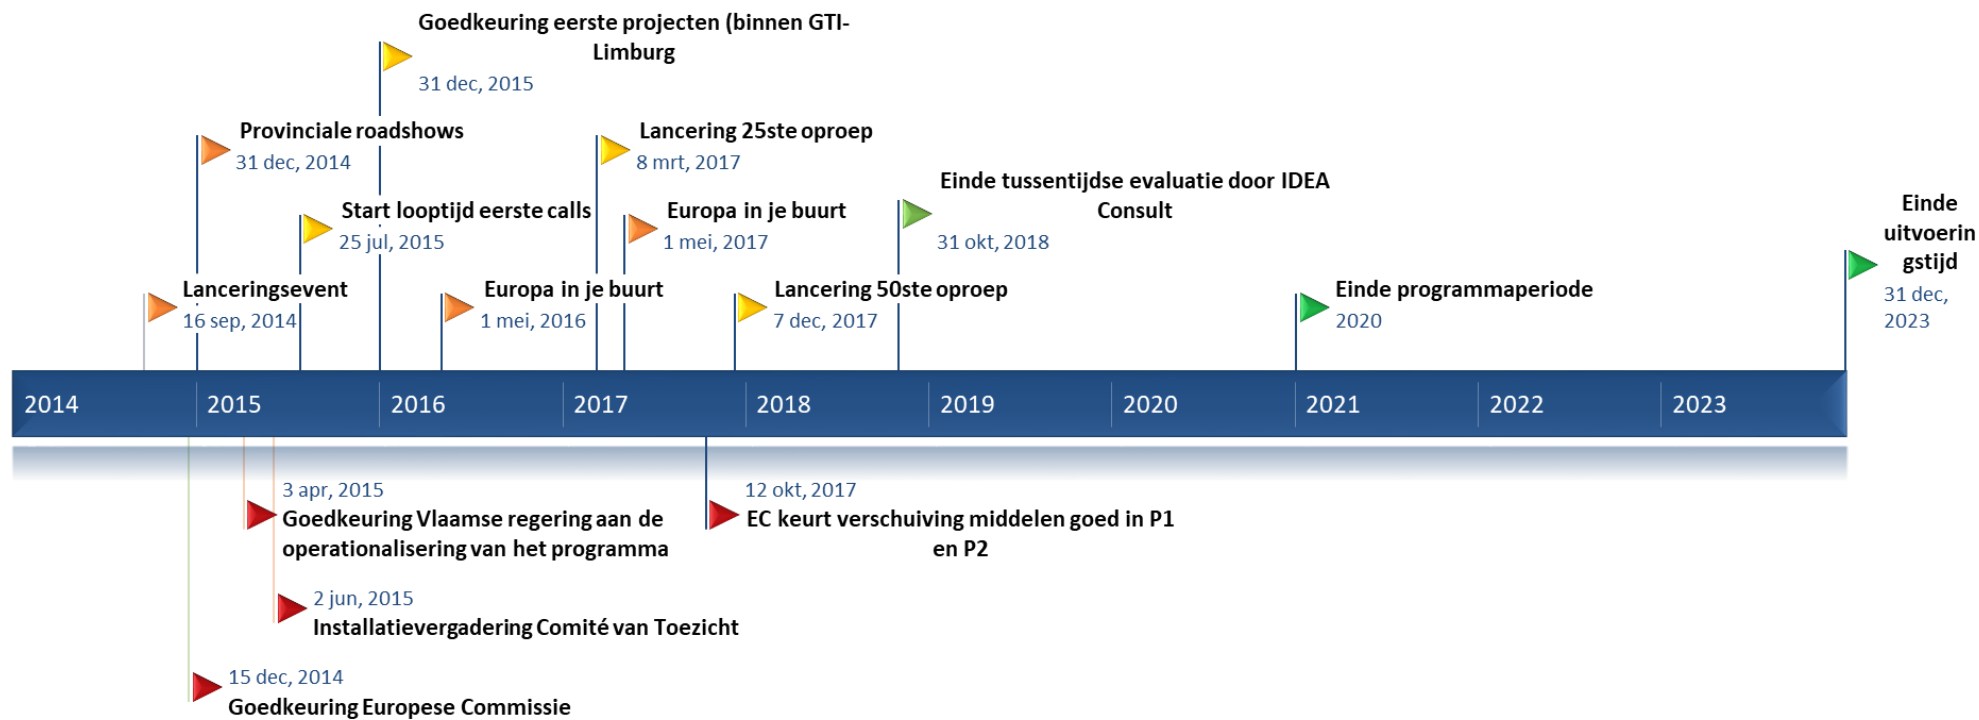 Goedkeuring eerste projecten (binnen GTI-
Limburg
31 dec, 2015
Provinciale roadshows
31 dec, 2014
Lancering 25ste oproep
8 mrt, 2017
Einde tussentijdse evaluatie door IDEA
Consult
31 okt, 2018
Start looptijd eerste calls
25 jul, 2015
Europa in je buurt
1 mei, 2017
Einde
uitvoerin
gstijd
31 dec,
2023
Lanceringsevent
16 sep, 2014
Europa in je buurt
1 mei, 2016
Lancering 50ste oproep
7 dec, 2017
Einde programmaperiode
2020
2014 2015 2016 2017 2018 2019 2020 2021 2022 2023
3 apr, 2015
Goedkeuring Vlaamse regering aan de
operationalisering van het programma
12 okt, 2017
EC keurt verschuiving middelen goed in P1
en P2
2 jun, 2015
Installatievergadering Comité van Toezicht
15 dec, 2014
Goedkeuring Europese Commissie